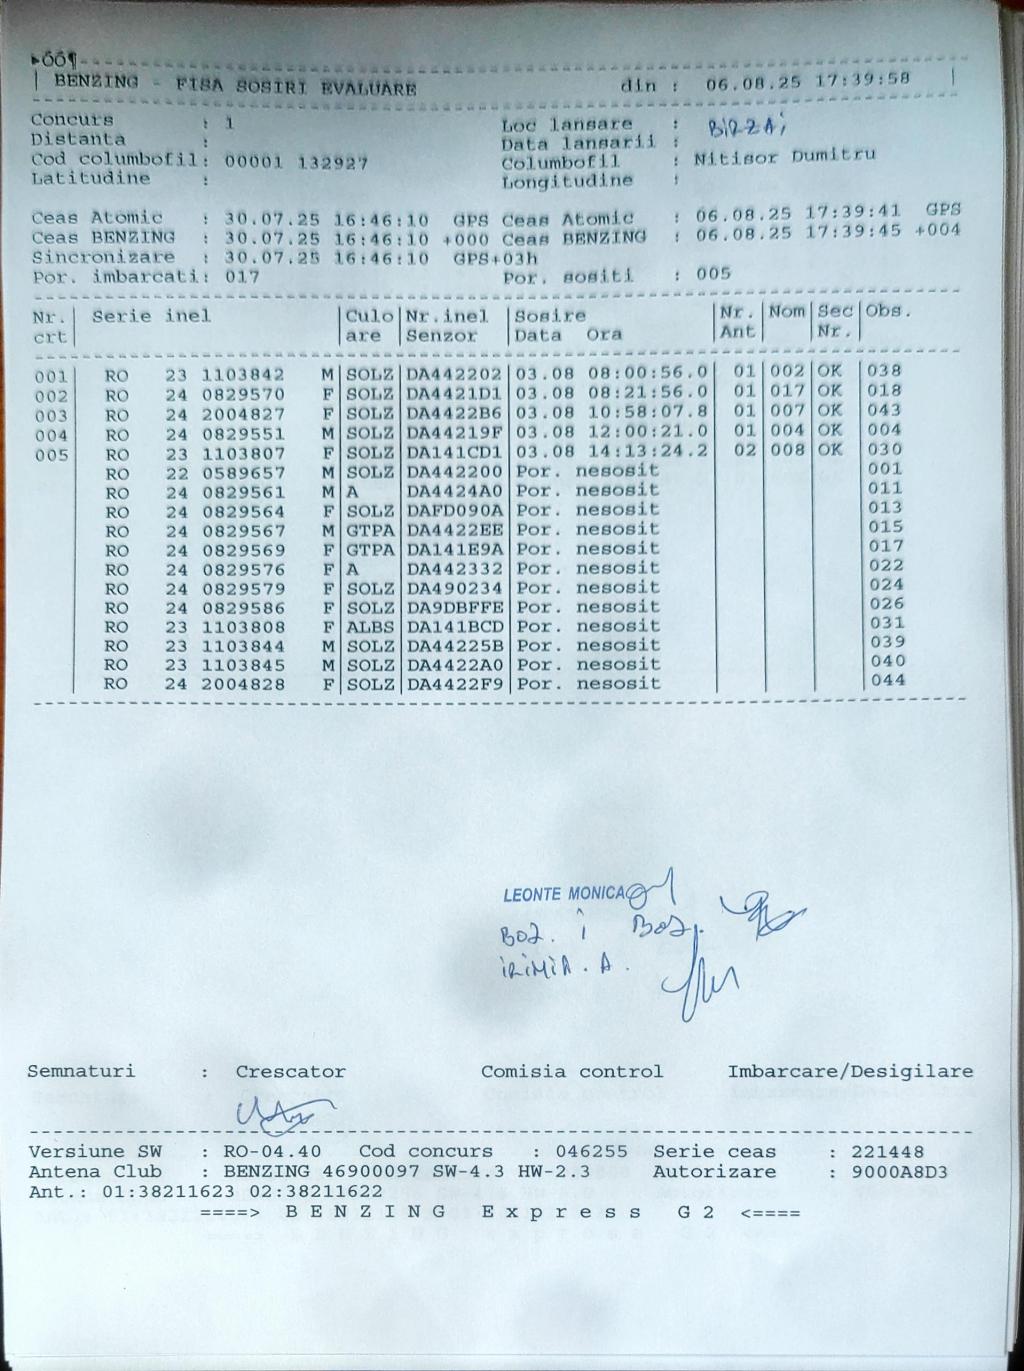 ▶ÓÔ¶
BENZING - FISA SOSIRI EVALUARE din : 06.08.25 17:39:58
Concurs : 1 Loc lansare : BIRZAI
Distanta : Data lansarii :
Cod columbofil: 00001 132927 Columbofil : Nitisor Dumitru
Latitudine : Longitudine :
Ceas Atomic : 30.07.25 16:46:10 GPS Ceas Atomic : 06.08.25 17:39:41 GPS
Ceas BENZING : 30.07.25 16:46:10 +000 Ceas BENZING : 06.08.25 17:39:45 +004
Sincronizare : 30.07.25 16:46:10 GPS+03h
Por. imbarcati: 017 Por. sositi : 005
Nr. Serie inel Culo Nr.inel Sosire Nr. Nom Sec Obs.
crt are Senzor Data Ora Ant Nr.
001 RO 23 1103842 M SOLZ DA442202 03.08 08:00:56.0 01 002 OK 038
002 RO 24 0829570 F SOLZ DA4421D1 03.08 08:21:56.0 01 017 OK 018
003 RO 24 2004827 F SOLZ DA4422B6 03.08 10:58:07.8 01 007 OK 043
004 RO 24 0829551 M SOLZ DA44219F 03.08 12:00:21.0 01 004 OK 004
005 RO 23 1103807 F SOLZ DA141CD1 03.08 14:13:24.2 02 008 OK 030
RO 22 0589657 M SOLZ DA442200 Por. nesosit 001
RO 24 0829561 M A DA4424A0 Por. nesosit 011
RO 24 0829564 F SOLZ DAFD090A Por. nesosit 013
RO 24 0829567 M GTPA DA4422EE Por. nesosit 015
RO 24 0829569 F GTPA DA141E9A Por. nesosit 017
RO 24 0829576 F A DA442332 Por. nesosit 022
RO 24 0829579 F SOLZ DA490234 Por. nesosit 024
RO 24 0829586 F SOLZ DA9DBFFE Por. nesosit 026
RO 23 1103808 F ALBS DA141BCD Por. nesosit 031
RO 23 1103844 M SOLZ DA44225B Por. nesosit 039
RO 23 1103845 M SOLZ DA4422A0 Por. nesosit 040
RO 24 2004828 F SOLZ DA4422F9 Por. nesosit 044
LEONTE MONICA
IRIMIA. A.
Semnaturi : Crescator Comisia control Imbarcare/Desigilare
Versiune SW : RO-04.40 Cod concurs : 046255 Serie ceas : 221448
Antena Club : BENZING 46900097 SW-4.3 HW-2.3 Autorizare : 9000A8D3
Ant.: 01:38211623 02:38211622
====> B E N Z I N G E x p r e s s G 2 <====